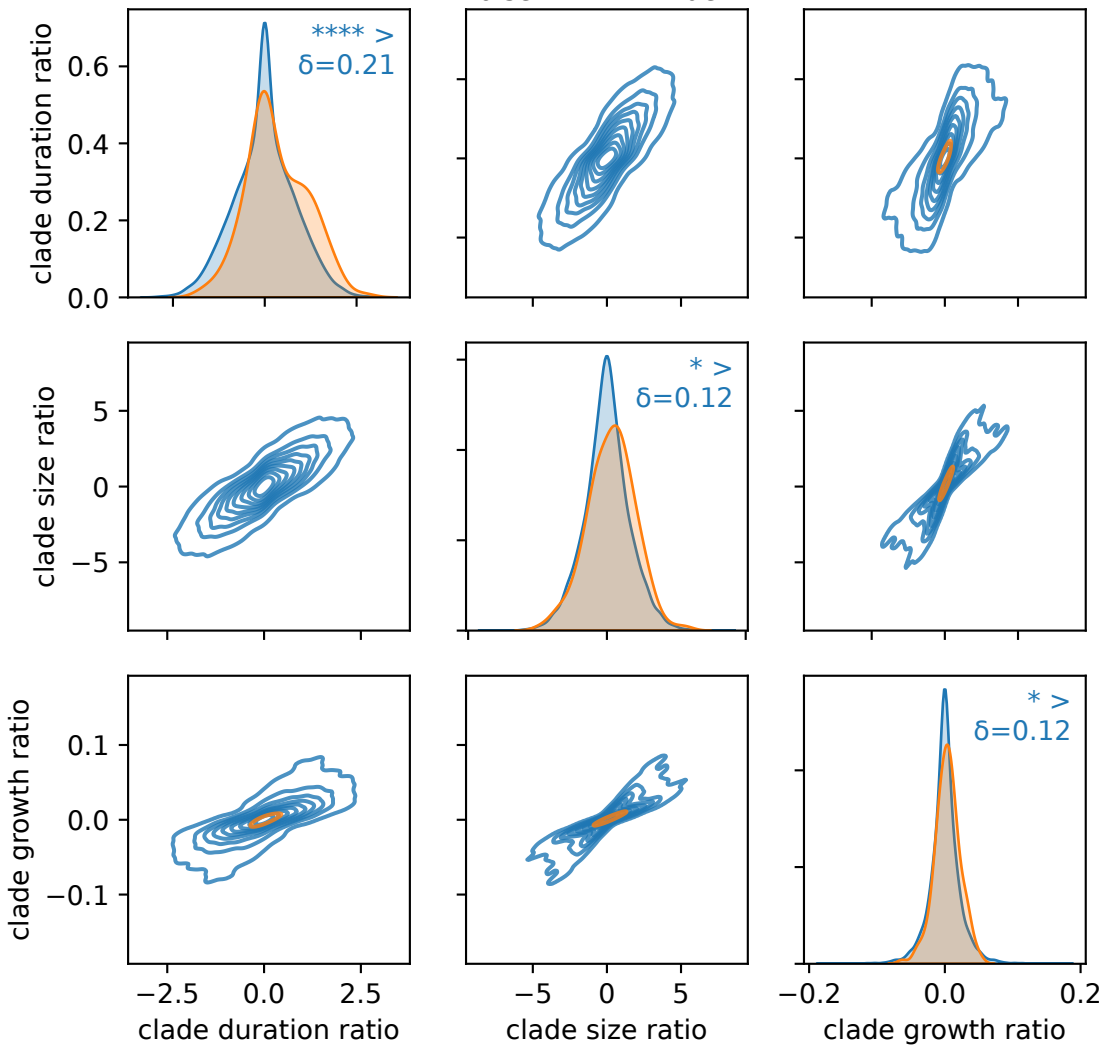 clade duration ratio
0.6
0.4
0.2
0.0
**** >
δ=0.21
clade size ratio
5
0
−5
* >
δ=0.12
clade growth ratio
0.1
0.0
−0.1
* >
δ=0.12
−2.5 0.0 2.5
−5 0 5
−0.2 0.0 0.2
clade duration ratio
clade size ratio
clade growth ratio